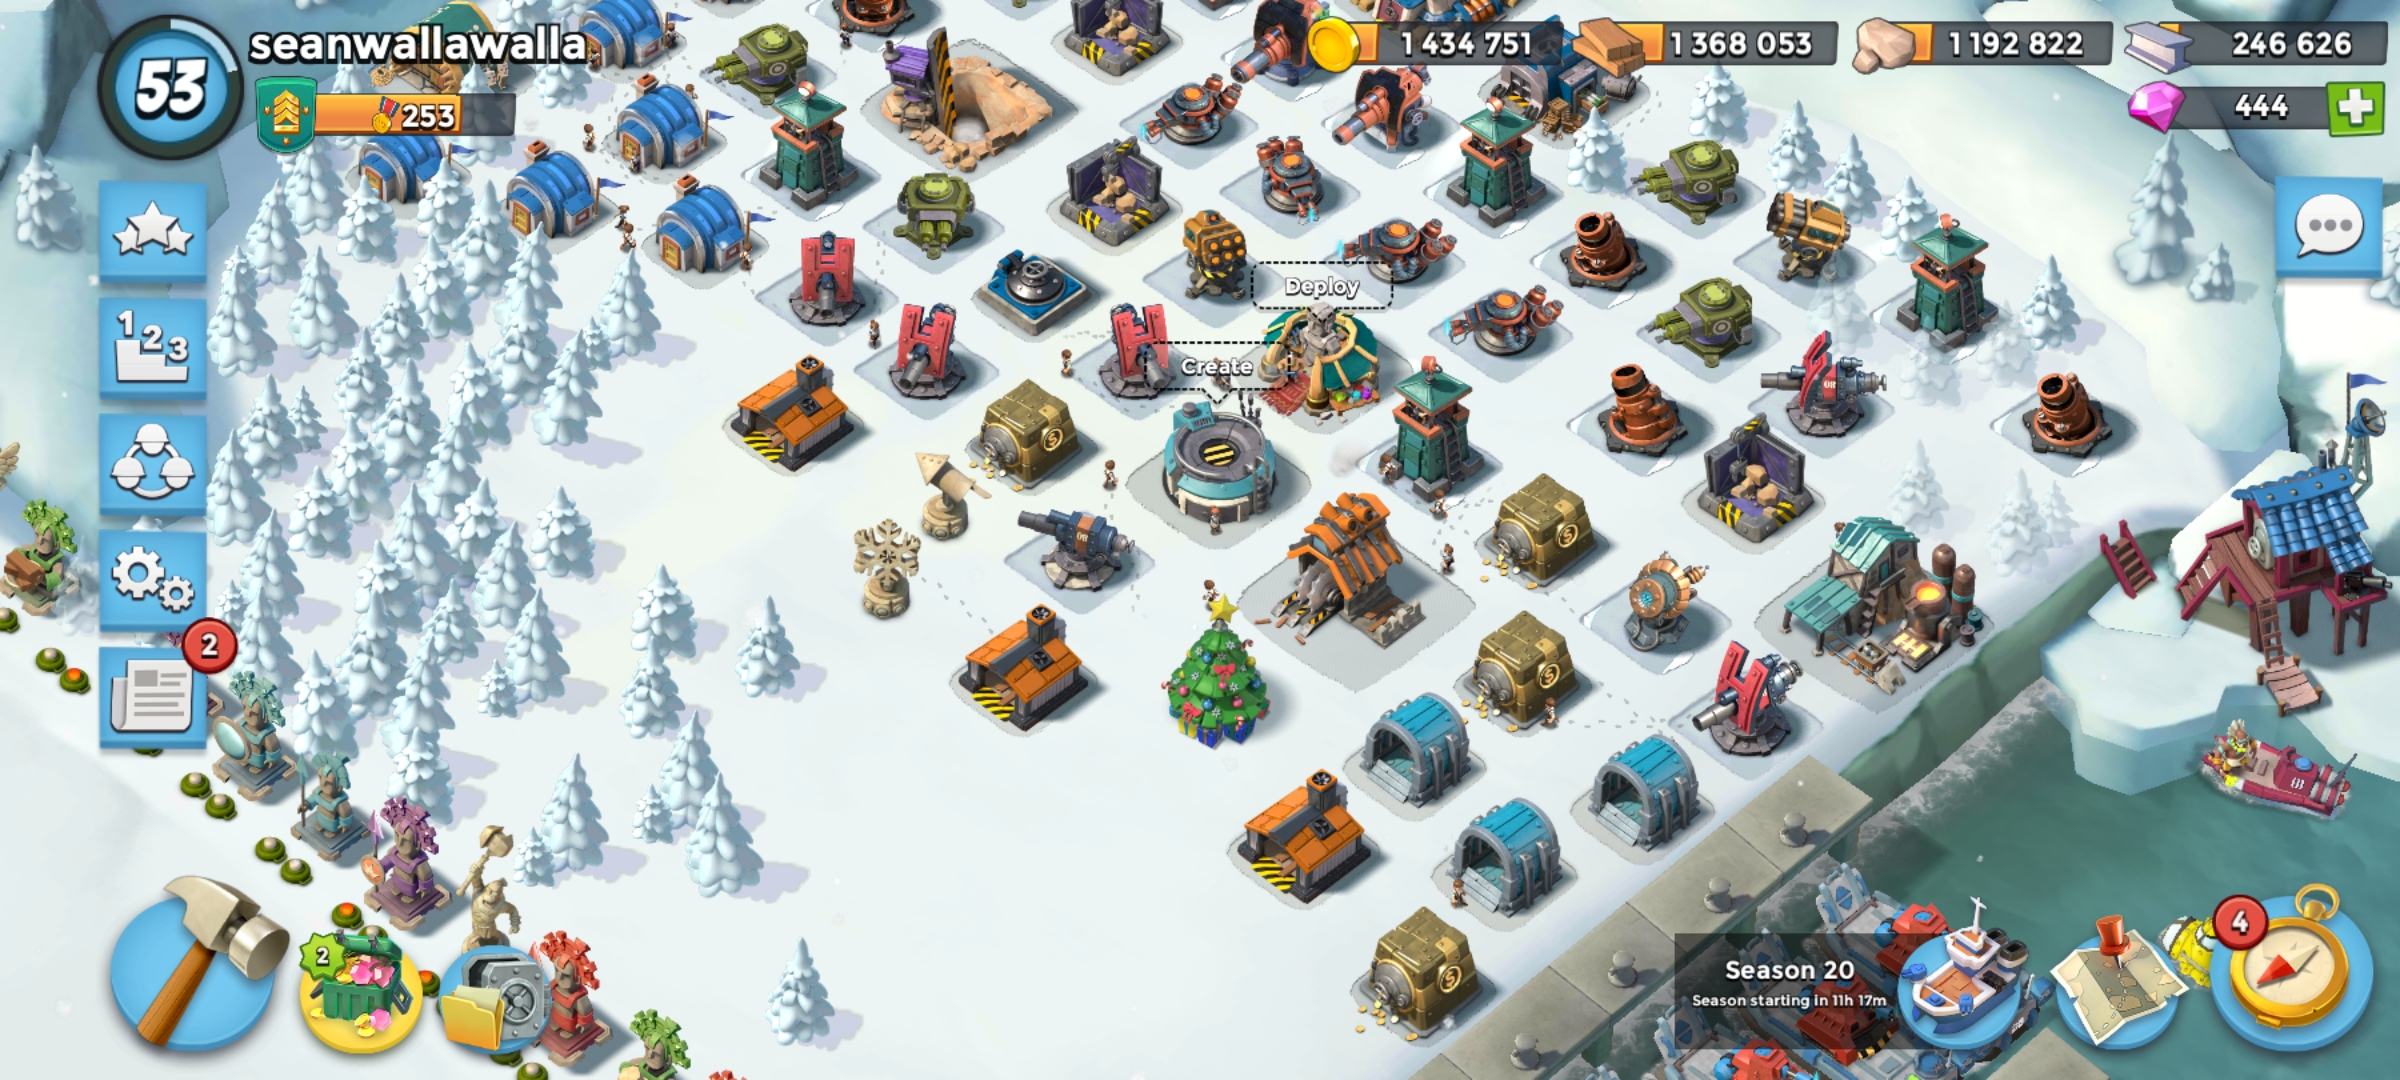 53
seanwallawalla
253
1 434 751
1 368 053
1 192 822
246 626
444
123
Deploy
Create
2
2
Season 20
Season starting in 11h 17m
4